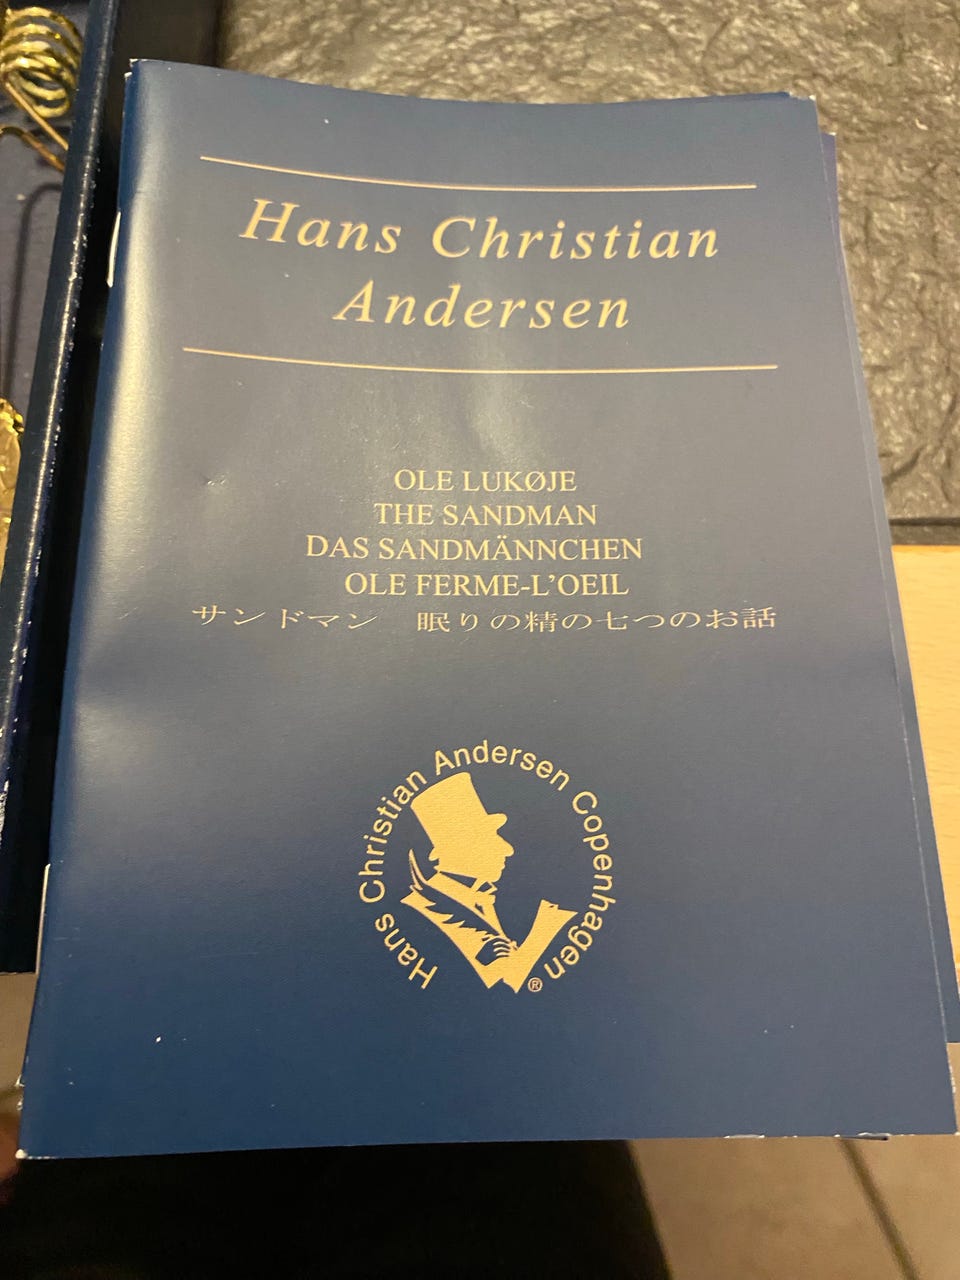 Hans Christian
Andersen
OLE LUKØJE
THE SANDMAN
DAS SANDMÄNNCHEN
OLE FERME-L'OEIL
サンドマン　眠りの精の七つのお話
Hans Christian Andersen Copenhagen
®